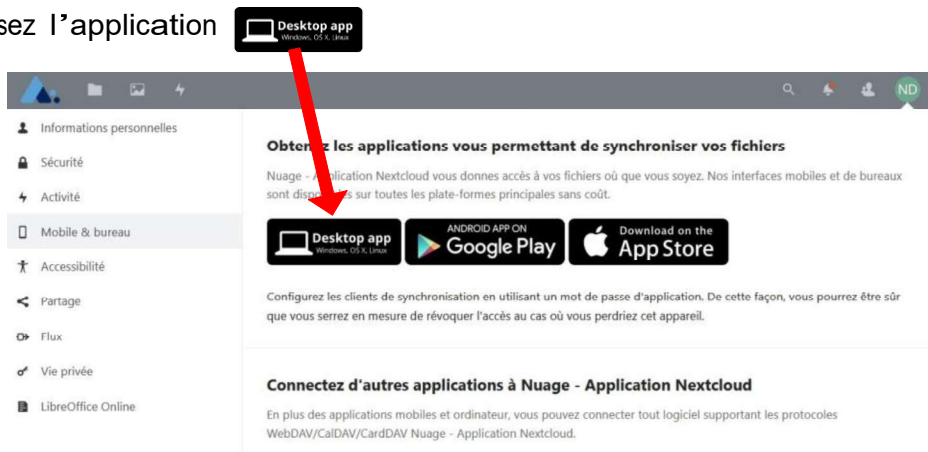 sez l'application Desktop app
Windows, OS X, Linux
ND
Informations personnelles
Sécurité
Activité
Mobile & bureau
Accessibilité
Partage
Flux
Vie privée
LibreOffice Online
Obtenez les applications vous permettant de synchroniser vos fichiers
Nuage - Application Nextcloud vous donnes accès à vos fichiers où que vous soyez. Nos interfaces mobiles et de bureaux
sont disponibles sur toutes les plate-formes principales sans coût.
Desktop app
Windows, OS X, Linux
ANDROID APP ON
Google Play
Download on the
App Store
Configurez les clients de synchronisation en utilisant un mot de passe d'application. De cette façon, vous pourrez être sûr
que vous serrez en mesure de révoquer l'accès au cas où vous perdriez cet appareil.
Connectez d'autres applications à Nuage - Application Nextcloud
En plus des applications mobiles et ordinateur, vous pouvez connecter tout logiciel supportant les protocoles
WebDAV/CalDAV/CardDAV Nuage - Application Nextcloud.